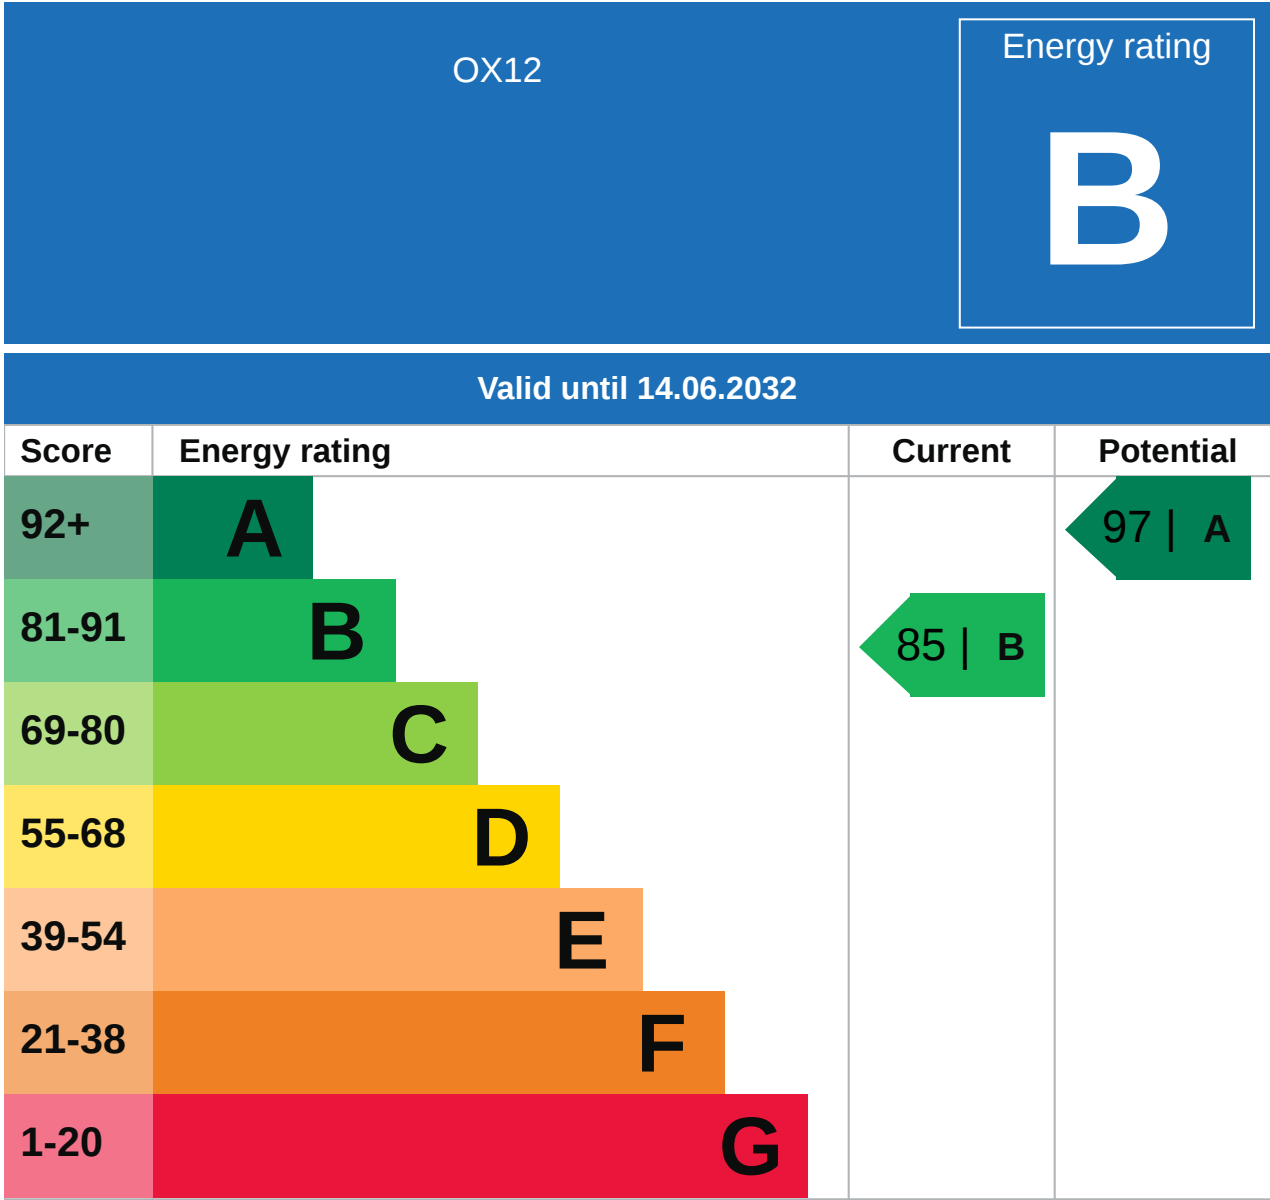 OX12
Energy rating
B
Valid until 14.06.2032
Score Energy rating Current Potential
92+ A 97 | A
81-91 B 85 | B
69-80 C
55-68 D
39-54 E
21-38 F
1-20 G